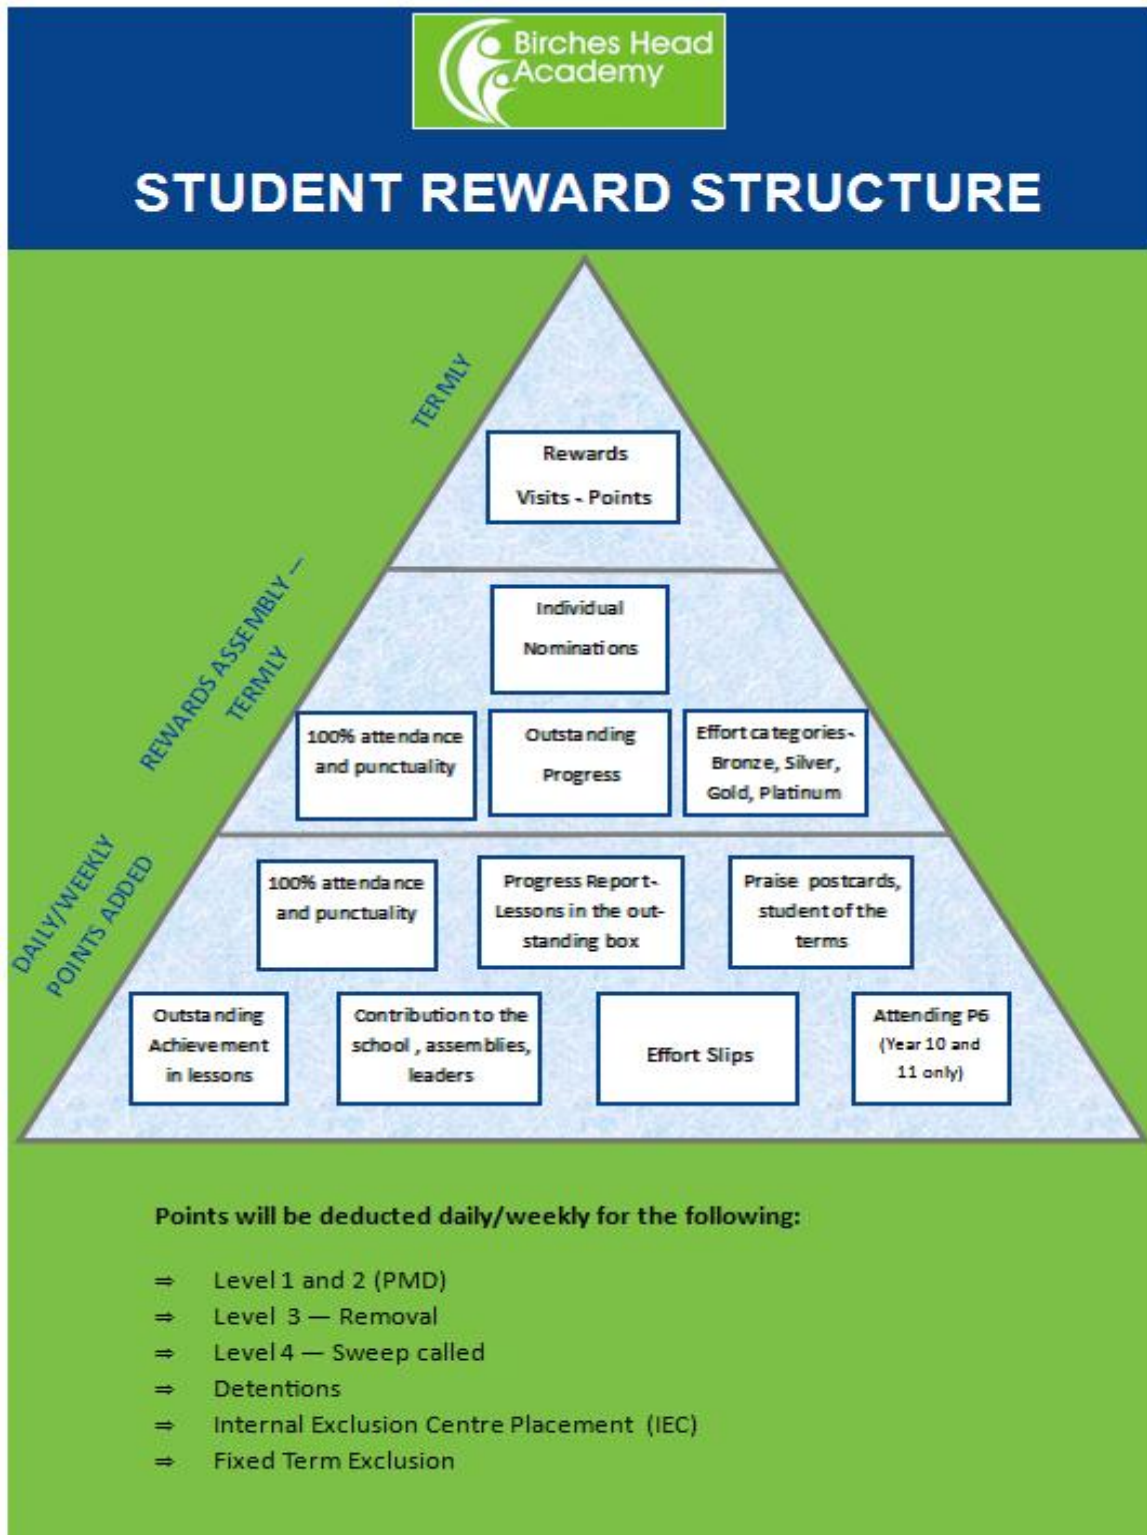 Birches Head
Academy
STUDENT REWARD STRUCTURE
TERMLY
Rewards
Visits - Points
REWARDS ASSEMBLY —
TERMLY
Individual
Nominations
100% attendance
and punctuality
Outstanding
Progress
Effort categories-
Bronze, Silver,
Gold, Platinum
DAILY/WEEKLY
POINTS ADDED
100% attendance
and punctuality
Progress Report-
Lessons in the out-
standing box
Praise postcards,
student of the
terms
Outstanding
Achievement
in lessons
Contribution to the
school , assemblies,
leaders
Effort Slips
Attending P6
(Year 10 and
11 only)
Points will be deducted daily/weekly for the following:
⇒ Level 1 and 2 (PMD)
⇒ Level 3 — Removal
⇒ Level 4 — Sweep called
⇒ Detentions
⇒ Internal Exclusion Centre Placement (IEC)
⇒ Fixed Term Exclusion